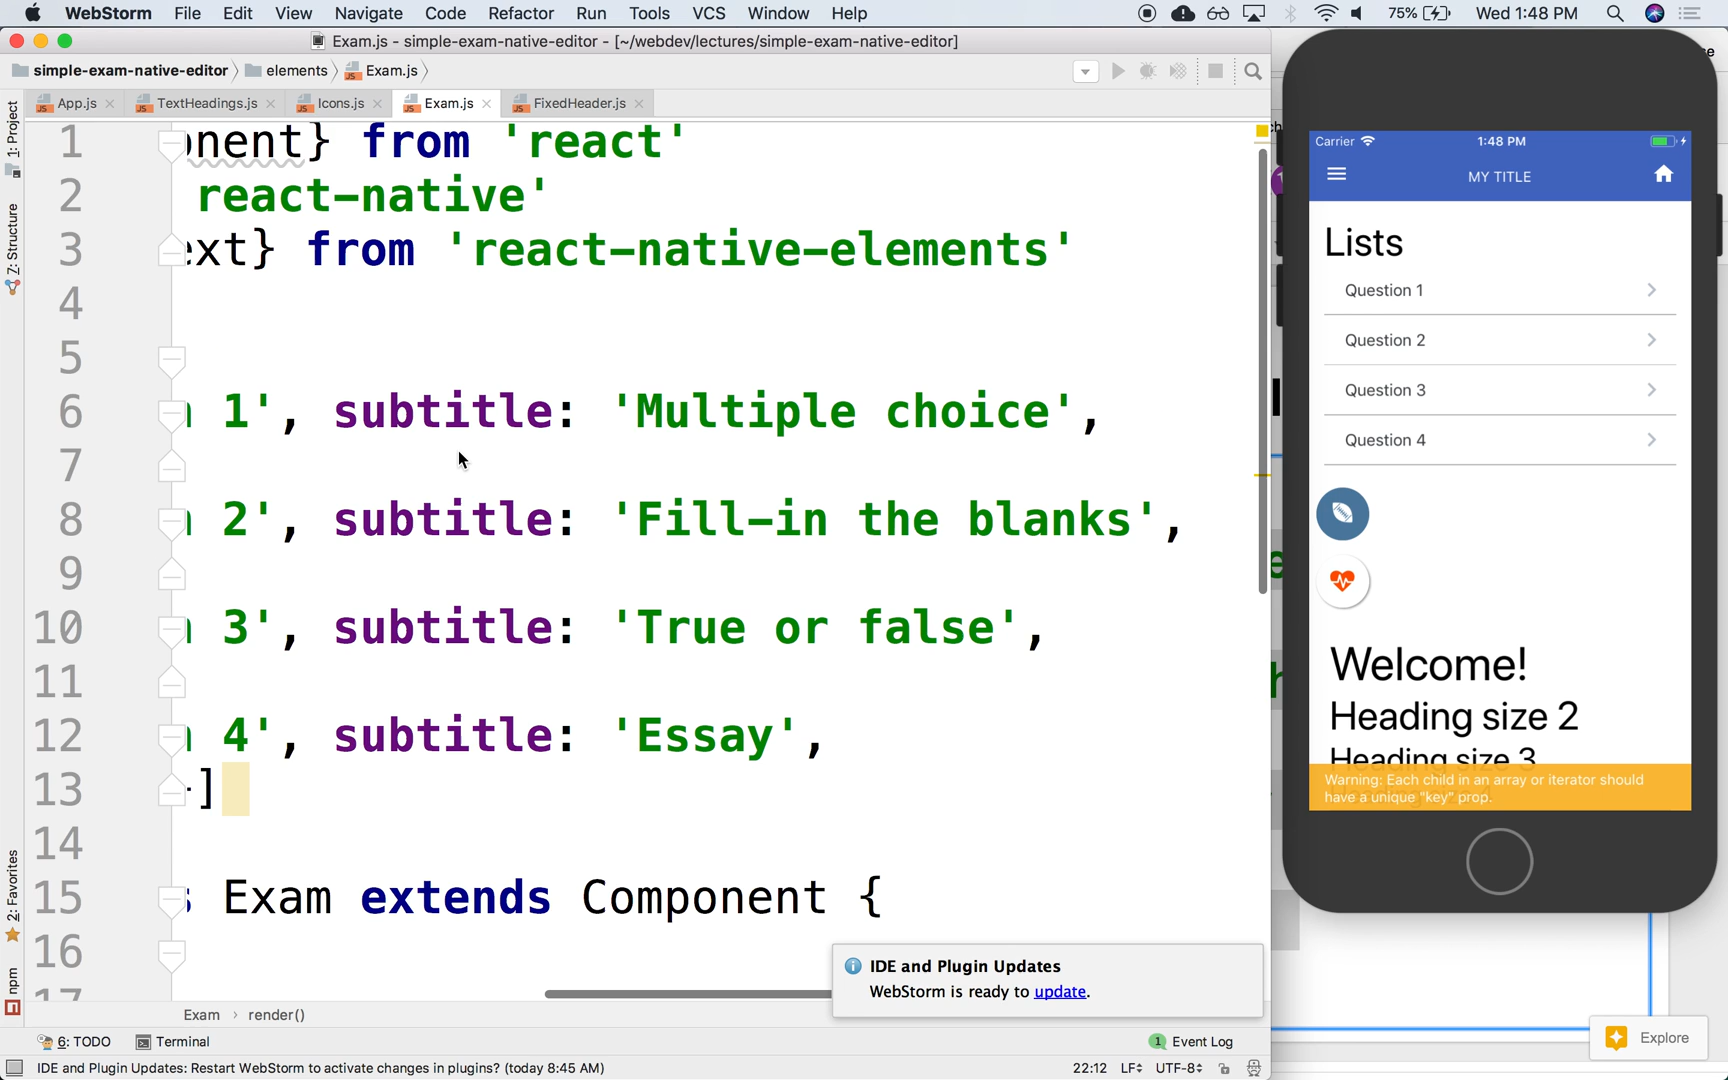 WebStorm File Edit View Navigate Code Refactor Run Tools VCS Window Help 75% Wed 1:48 PM
Exam.js - simple-exam-native-editor - [~/webdev/lectures/simple-exam-native-editor]
simple-exam-native-editor elements Exam.js
App.js TextHeadings.js Icons.js Exam.js FixedHeader.js
1: Project
7: Structure
2: Favorites
npm
1 onent} from 'react'
2 react-native'
3 ext} from 'react-native-elements'
4
5
6 1', subtitle: 'Multiple choice',
7
8 2', subtitle: 'Fill-in the blanks',
9
10 3', subtitle: 'True or false',
11
12 4', subtitle: 'Essay',
13 ]
14
15 Exam extends Component {
16
17
IDE and Plugin Updates
WebStorm is ready to update.
Exam › render()
6: TODO Terminal 1 Event Log
IDE and Plugin Updates: Restart WebStorm to activate changes in plugins? (today 8:45 AM) 22:12 LF UTF-8
Carrier 1:48 PM
MY TITLE
Lists
Question 1
Question 2
Question 3
Question 4
Welcome!
Heading size 2
Heading size 3
Warning: Each child in an array or iterator should
have a unique "key" prop.
Explore